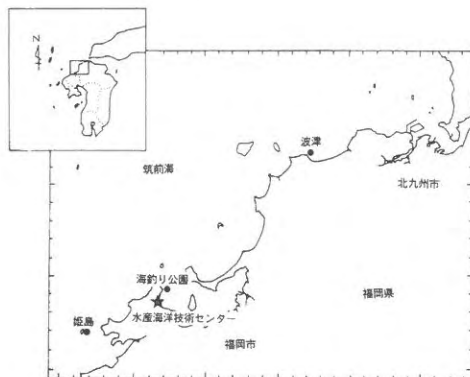 N
波津
筑前海
北九州市
海釣り公園
福岡県
姫島
水産海洋技術センター
福岡市